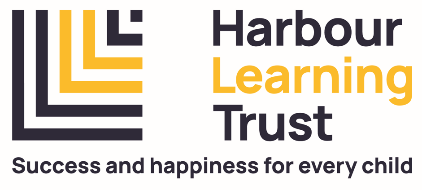 Harbour
Learning
Trust
Success and happiness for every child